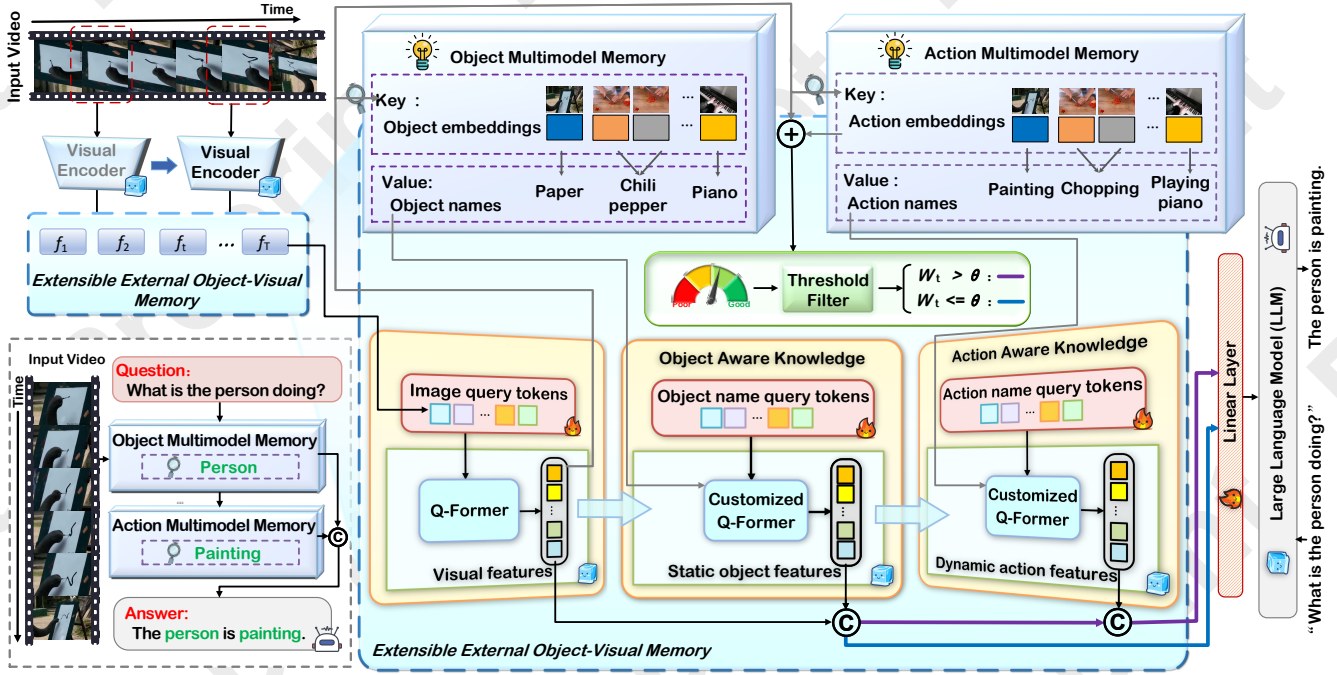 Time
Input Video
Visual
Encoder
Visual
Encoder
f1
f2
ft
...
fT
Extensible External Object-Visual
Memory
Object Multimodel Memory
Key :
Object embeddings
...
Value:
Object names
Paper
Chili
pepper
Piano
+
Action Multimodel Memory
Key :
Action embeddings
...
Value :
Action names
Painting
Chopping
Playing
piano
Poor
Good
Threshold
Filter
Wt > θ :
Wt <= θ :
Image query tokens
...
Q-Former
Visual features
Object Aware Knowledge
Object name query tokens
...
Customized
Q-Former
Static object features
Action Aware Knowledge
Action name query tokens
...
Customized
Q-Former
Dynamic action features
C
C
Extensible External Object-Visual Memory
Linear Layer
Large Language Model (LLM)
The person is painting.
“What is the person doing?”
Input Video
Time
Question:
What is the person doing?
Object Multimodel Memory
Person
...
Action Multimodel Memory
Painting
C
Answer:
The person is painting.